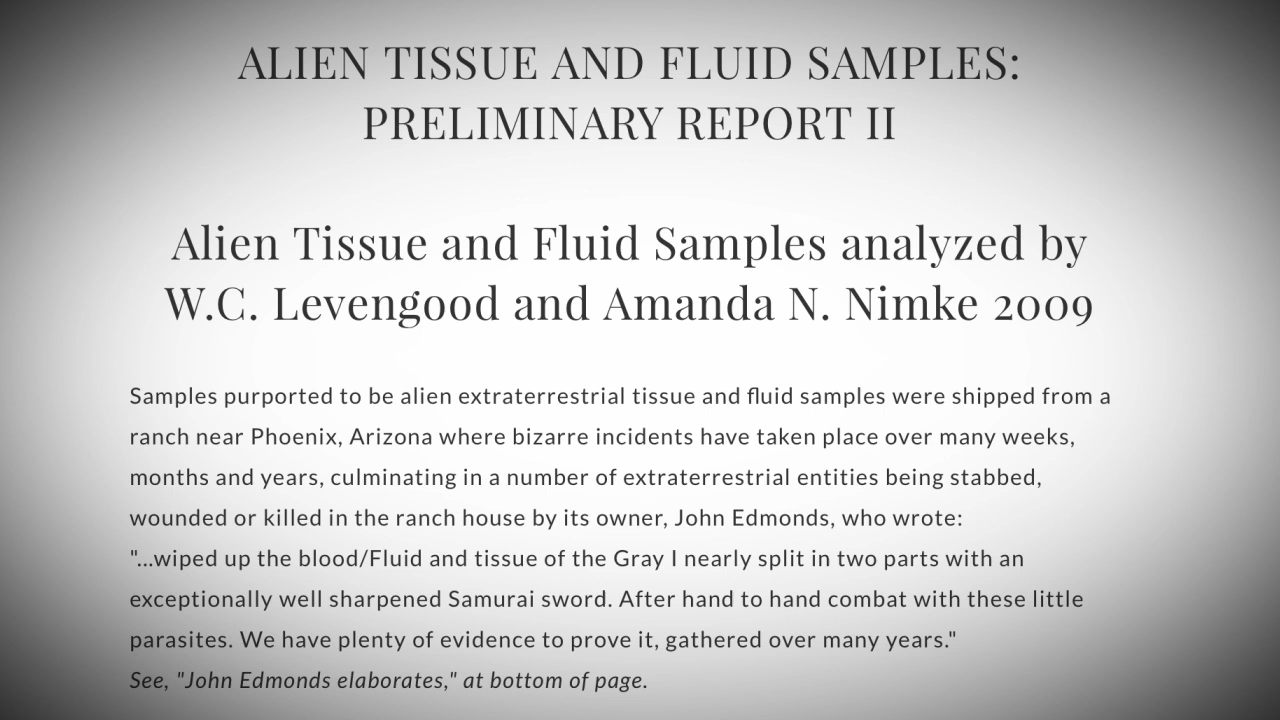 ALIEN TISSUE AND FLUID SAMPLES:
PRELIMINARY REPORT II
Alien Tissue and Fluid Samples analyzed by
W.C. Levengood and Amanda N. Nimke 2009
Samples purported to be alien extraterrestrial tissue and fluid samples were shipped from a
ranch near Phoenix, Arizona where bizarre incidents have taken place over many weeks,
months and years, culminating in a number of extraterrestrial entities being stabbed,
wounded or killed in the ranch house by its owner, John Edmonds, who wrote:
"...wiped up the blood/Fluid and tissue of the Gray I nearly split in two parts with an
exceptionally well sharpened Samurai sword. After hand to hand combat with these little
parasites. We have plenty of evidence to prove it, gathered over many years."
See, "John Edmonds elaborates," at bottom of page.